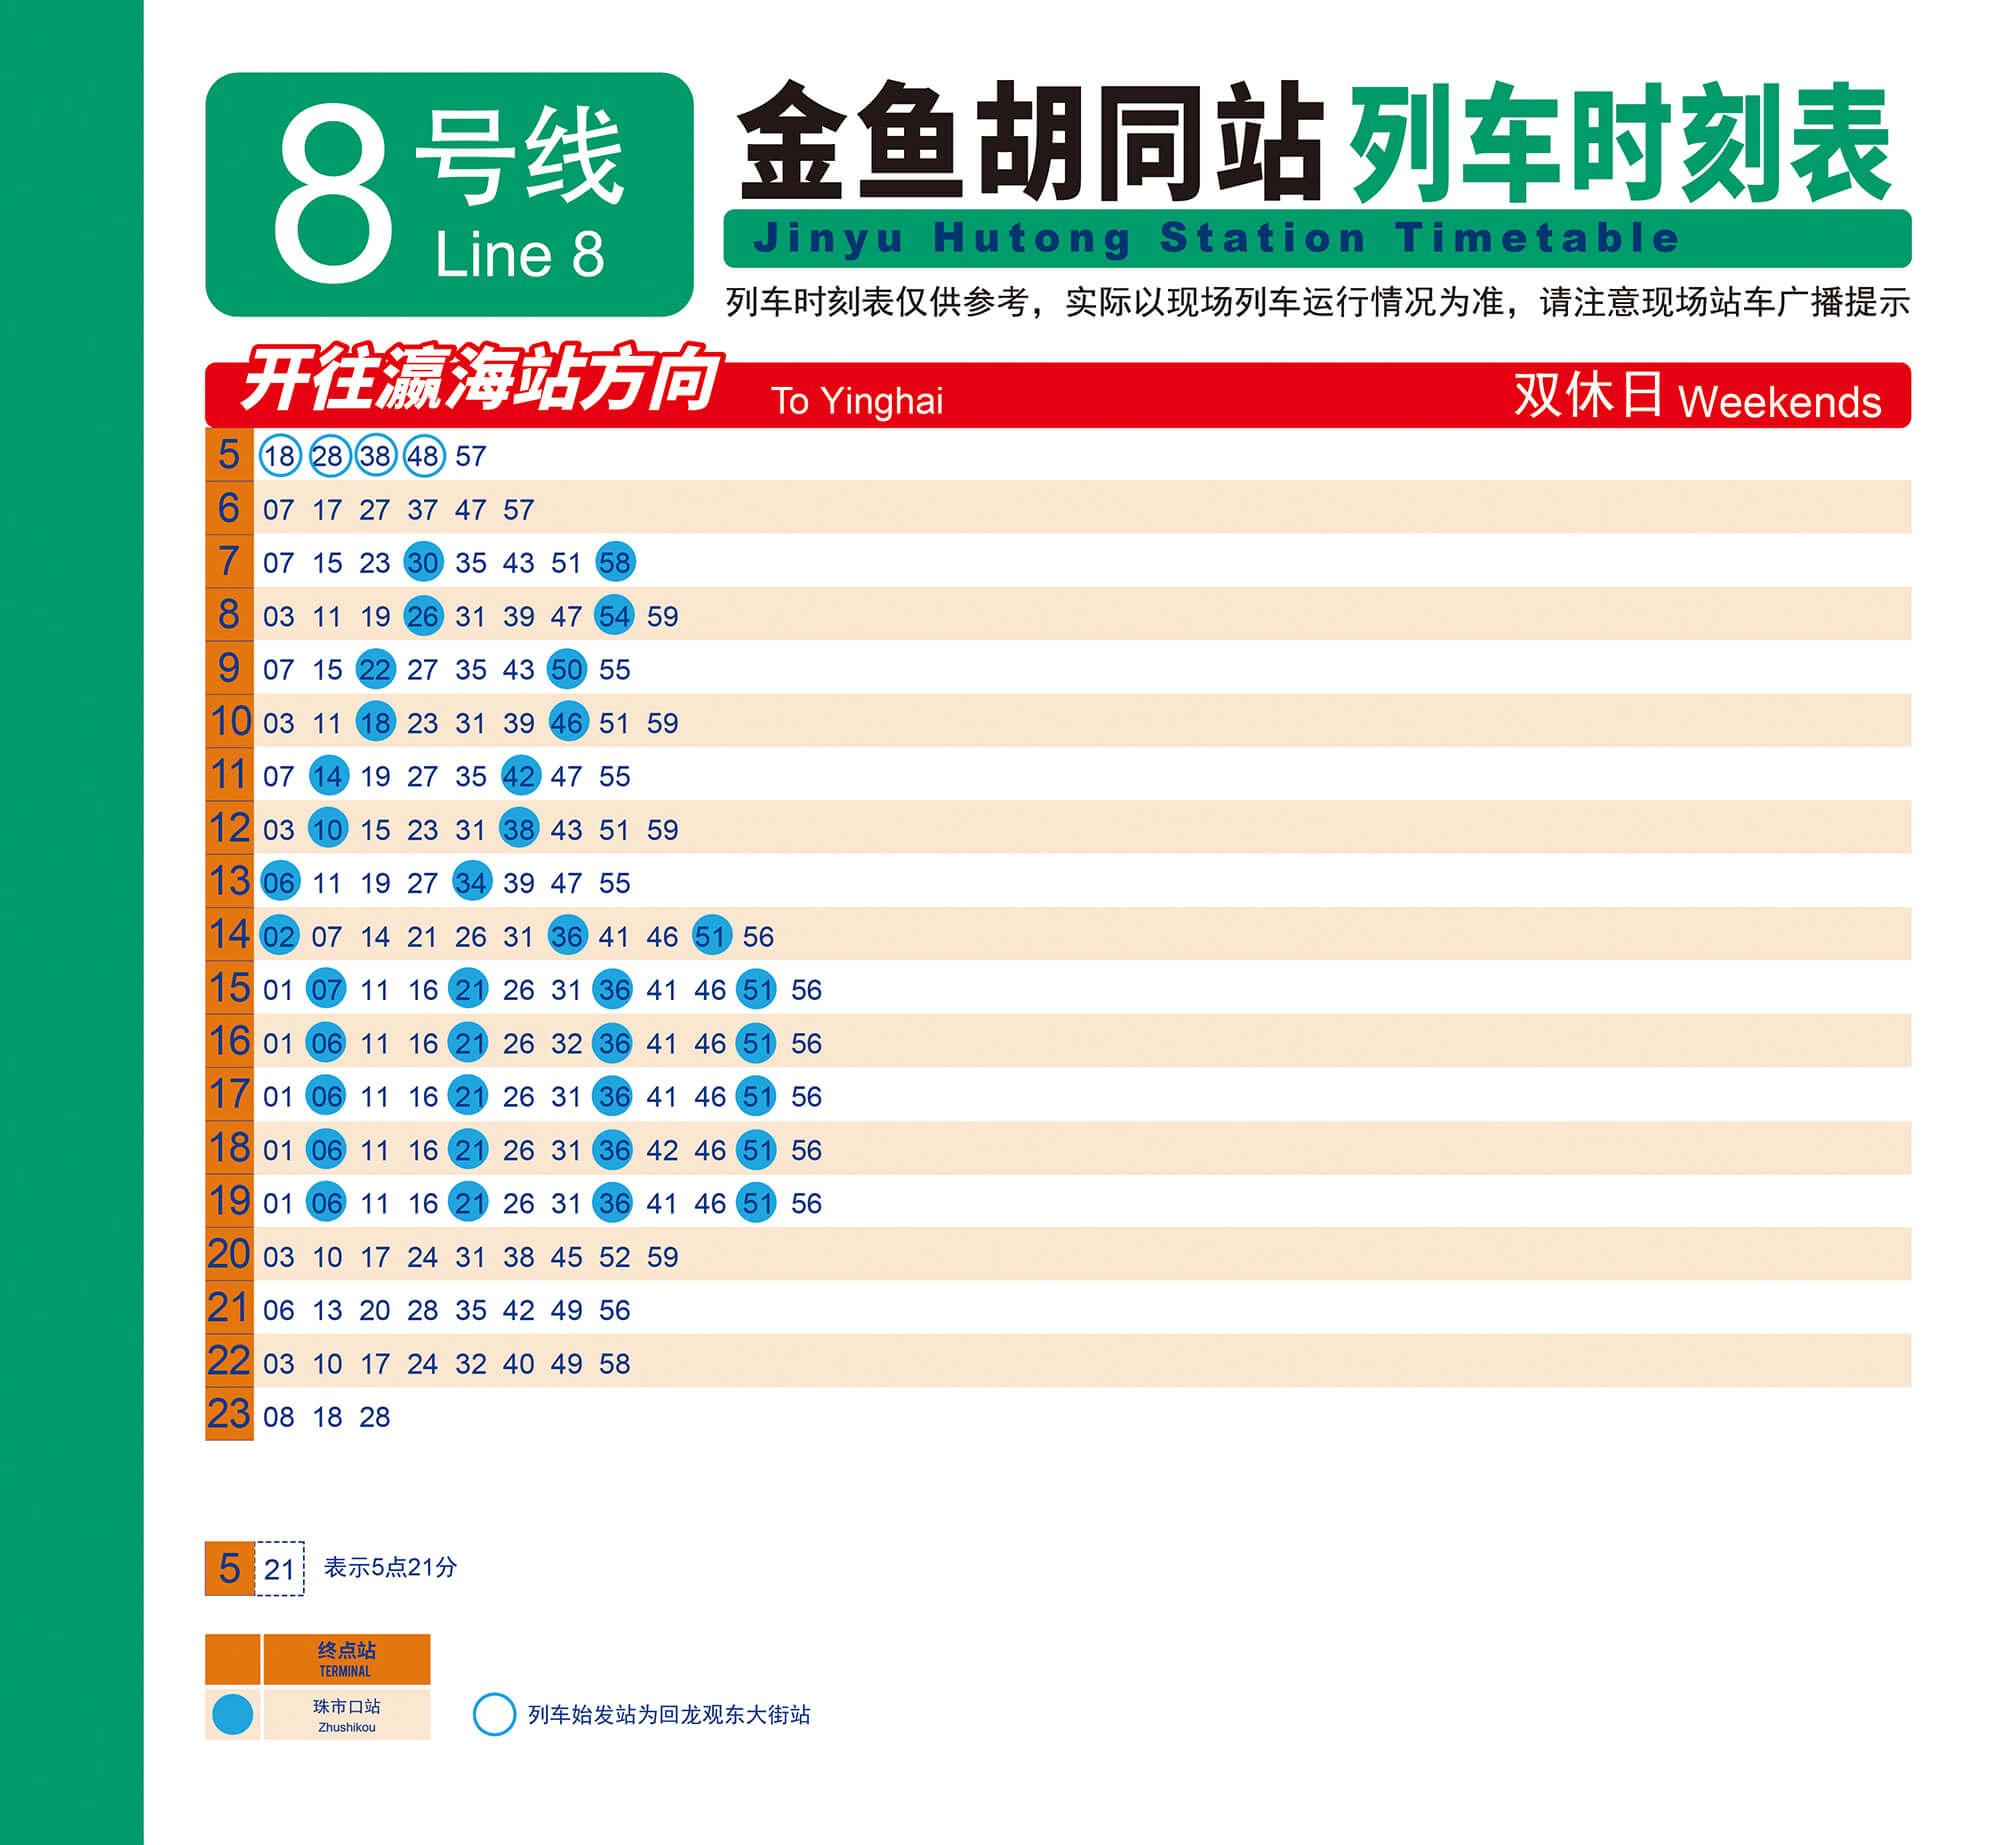 8 号线
Line 8
金鱼胡同站 列车时刻表
Jinyu Hutong Station Timetable
列车时刻表仅供参考，实际以现场列车运行情况为准，请注意现场站车广播提示
开往瀛海站方向 To Yinghai 双休日 Weekends
5 18 28 38 48 57
6 07 17 27 37 47 57
7 07 15 23 30 35 43 51 58
8 03 11 19 26 31 39 47 54 59
9 07 15 22 27 35 43 50 55
10 03 11 18 23 31 39 46 51 59
11 07 14 19 27 35 42 47 55
12 03 10 15 23 31 38 43 51 59
13 06 11 19 27 34 39 47 55
14 02 07 14 21 26 31 36 41 46 51 56
15 01 07 11 16 21 26 31 36 41 46 51 56
16 01 06 11 16 21 26 32 36 41 46 51 56
17 01 06 11 16 21 26 31 36 41 46 51 56
18 01 06 11 16 21 26 31 36 42 46 51 56
19 01 06 11 16 21 26 31 36 41 46 51 56
20 03 10 17 24 31 38 45 52 59
21 06 13 20 28 35 42 49 56
22 03 10 17 24 32 40 49 58
23 08 18 28
5 21 表示5点21分
终点站
TERMINAL
珠市口站
Zhushikou
列车始发站为回龙观东大街站